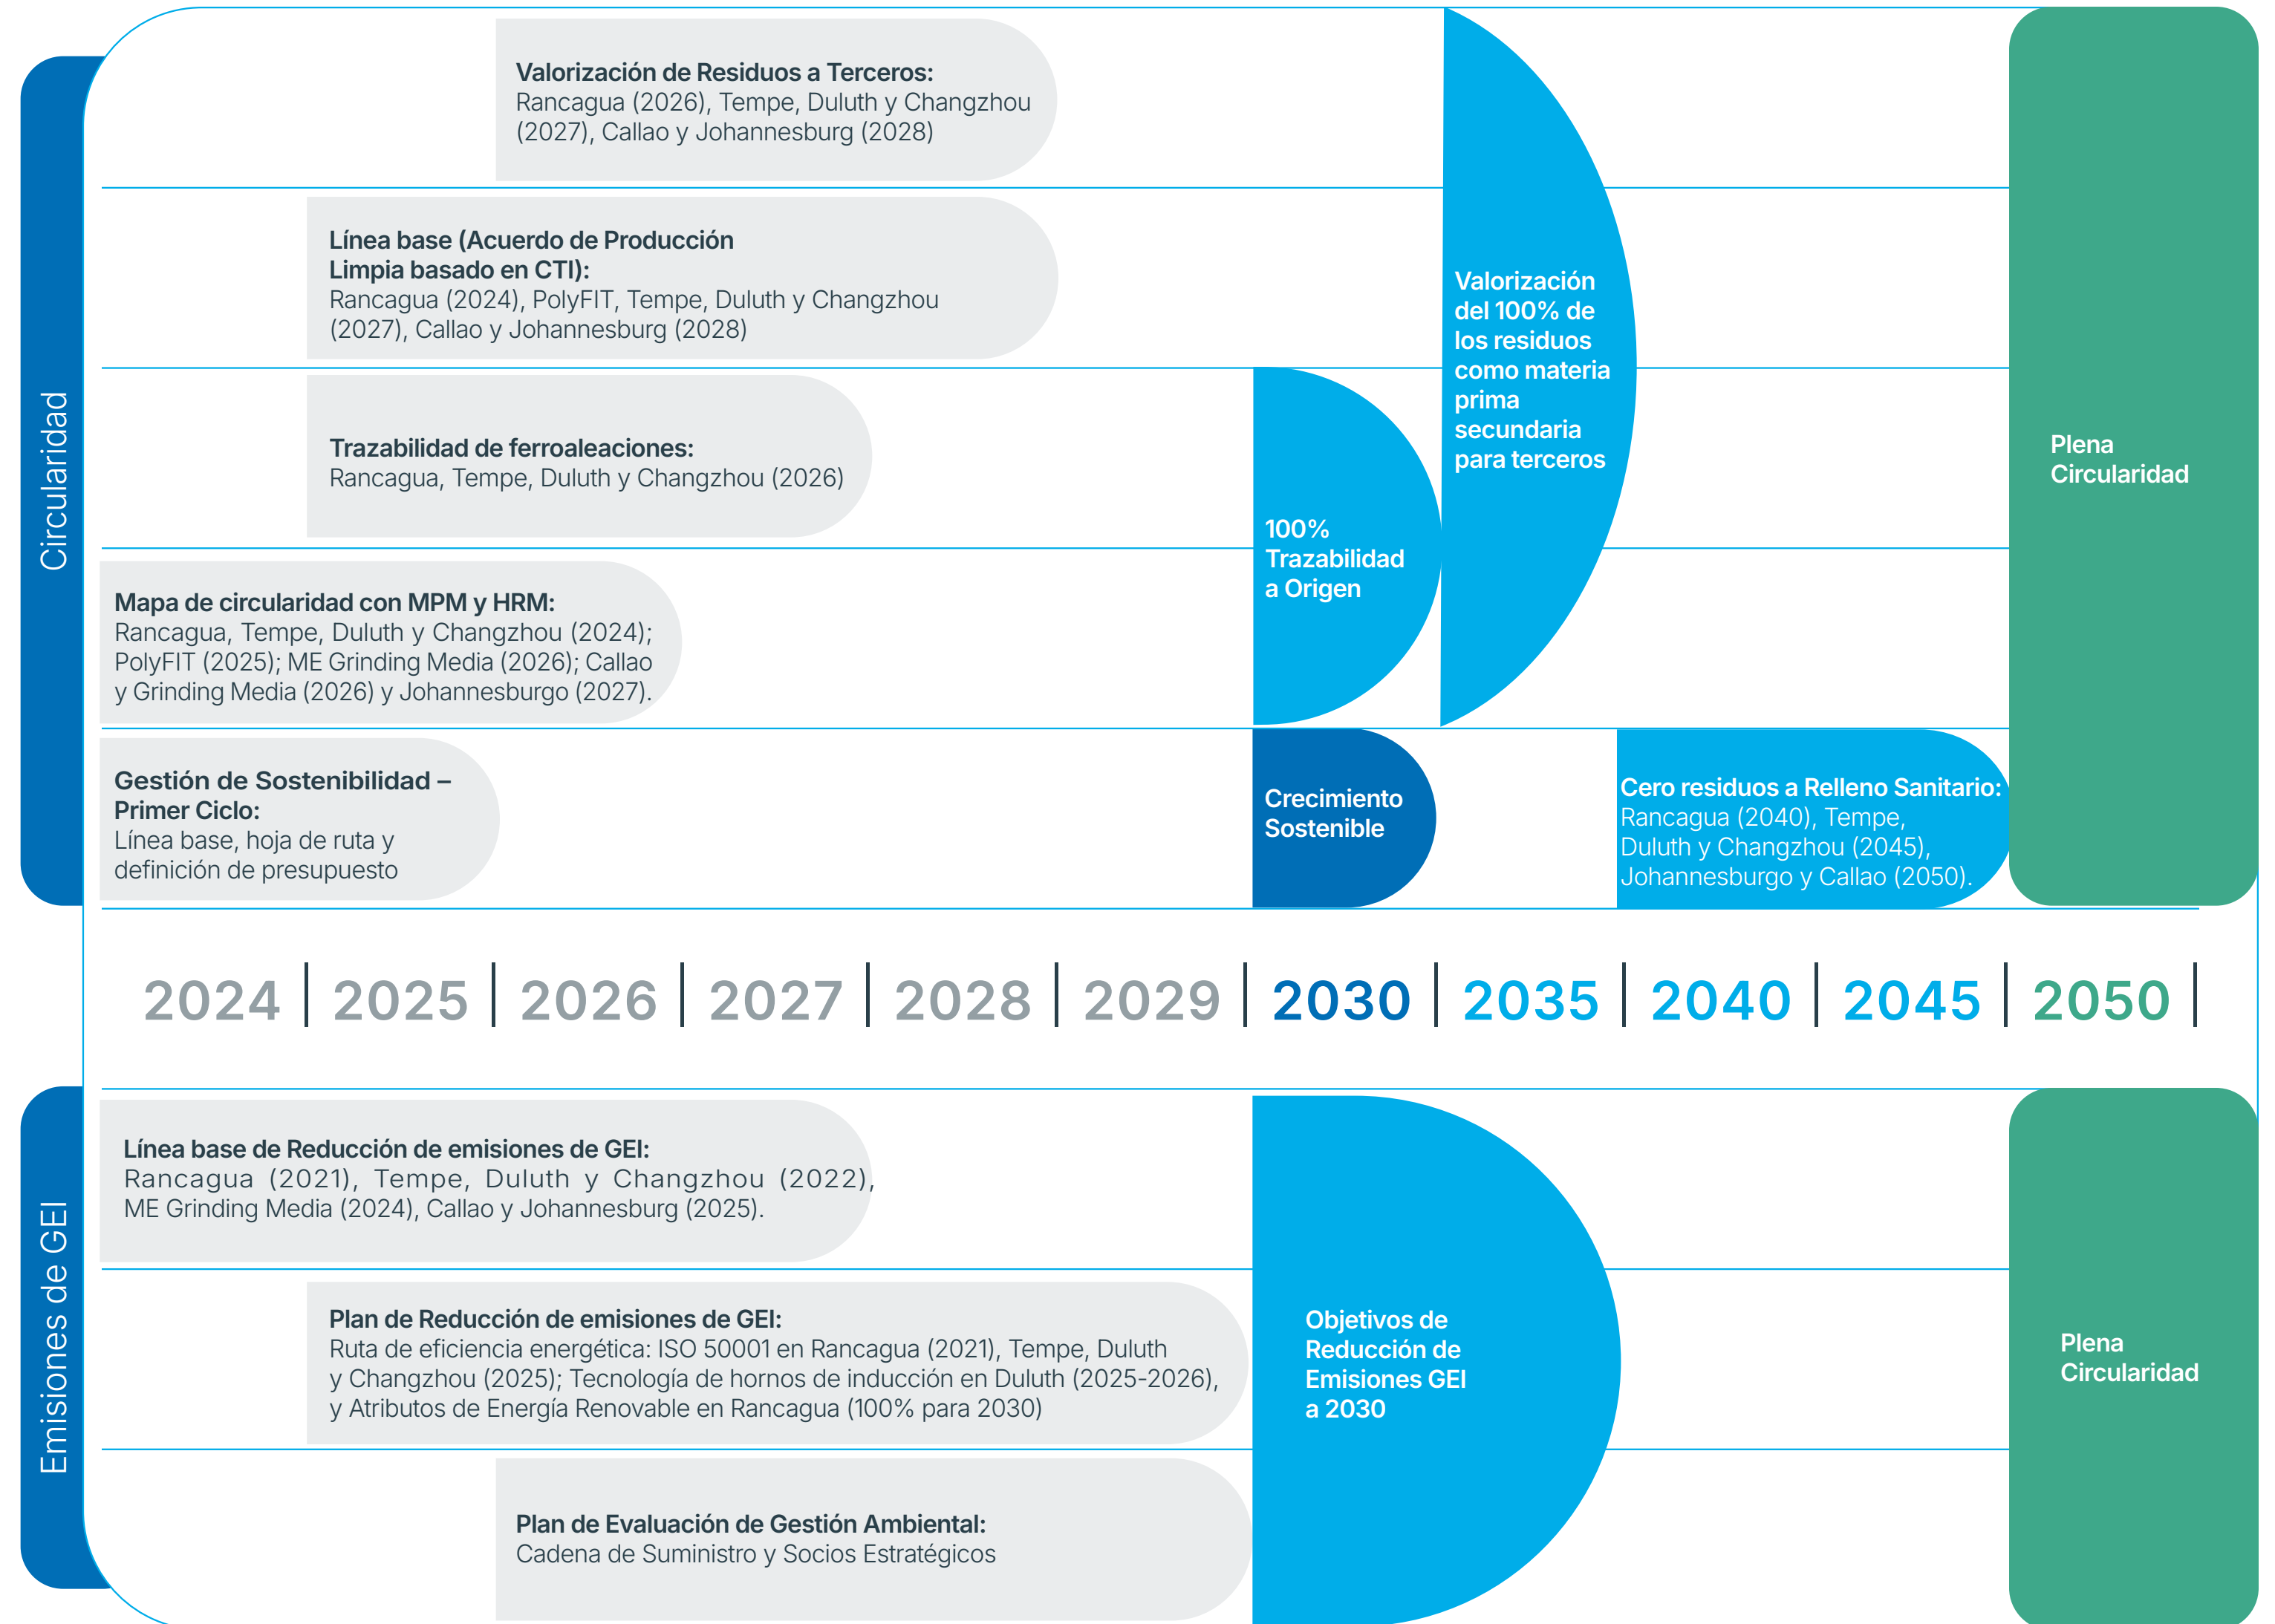 Circularidad
Valorización de Residuos a Terceros:
Rancagua (2026), Tempe, Duluth y Changzhou
(2027), Callao y Johannesburg (2028)
Línea base (Acuerdo de Producción
Limpia basado en CTI):
Rancagua (2024), PolyFIT, Tempe, Duluth y Changzhou
(2027), Callao y Johannesburg (2028)
Trazabilidad de ferroaleaciones:
Rancagua, Tempe, Duluth y Changzhou (2026)
Mapa de circularidad con MPM y HRM:
Rancagua, Tempe, Duluth y Changzhou (2024);
PolyFIT (2025); ME Grinding Media (2026); Callao
y Grinding Media (2026) y Johannesburgo (2027).
Gestión de Sostenibilidad –
Primer Ciclo:
Línea base, hoja de ruta y
definición de presupuesto
100%
Trazabilidad
a Origen
Valorización
del 100% de
los residuos
como materia
prima
secundaria
para terceros
Crecimiento
Sostenible
Cero residuos a Relleno Sanitario:
Rancagua (2040), Tempe,
Duluth y Changzhou (2045),
Johannesburgo y Callao (2050).
Plena
Circularidad
2024 2025 2026 2027 2028 2029 2030 2035 2040 2045 2050
Emisiones de GEI
Línea base de Reducción de emisiones de GEI:
Rancagua (2021), Tempe, Duluth y Changzhou (2022),
ME Grinding Media (2024), Callao y Johannesburg (2025).
Plan de Reducción de emisiones de GEI:
Ruta de eficiencia energética: ISO 50001 en Rancagua (2021), Tempe, Duluth
y Changzhou (2025); Tecnología de hornos de inducción en Duluth (2025-2026),
y Atributos de Energía Renovable en Rancagua (100% para 2030)
Plan de Evaluación de Gestión Ambiental:
Cadena de Suministro y Socios Estratégicos
Objetivos de
Reducción de
Emisiones GEI
a 2030
Plena
Circularidad